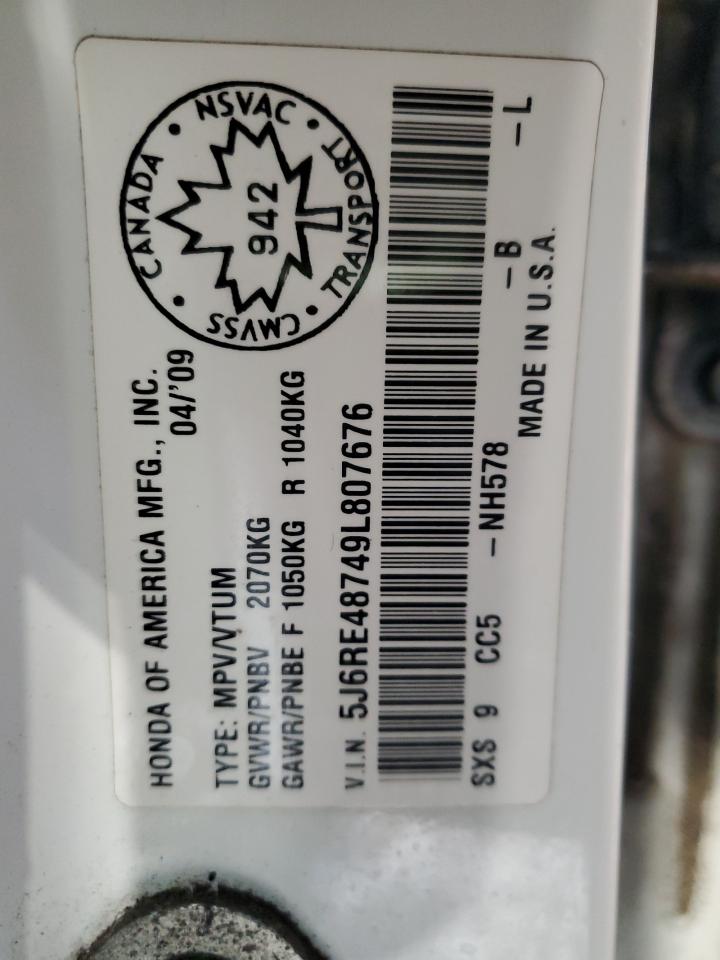 HONDA OF AMERICA MFG., INC.
04/'09
TYPE: MPV/VTUM
GVWR/PNBV 2070KG
GAWR/PNBE F 1050KG R 1040KG
V.I.N. 5J6RE48749L807676
SXS 9 CC5 -NH578 -B -L
MADE IN U.S.A.
CANADA • NSVAC • TRANSPORT • CMVSS •
942